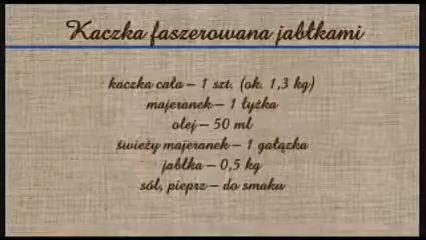 Kaczka faszerowana jabłkami
kaczka cała – 1 szt. (ok. 1,3 kg)
majeranek – 1 łyżka
olej – 50 ml
świeży majeranek – 1 gałązka
jabłka – 0,5 kg
sól, pieprz – do smaku